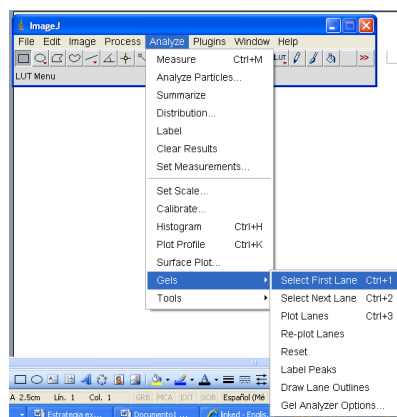 ImageJ
File Edit Image Process Analyze Plugins Window Help
LUT
LUT Menu
Measure Ctrl+M
Analyze Particles...
Summarize
Distribution...
Label
Clear Results
Set Measurements...
Set Scale...
Calibrate...
Histogram Ctrl+H
Plot Profile Ctrl+K
Surface Plot...
Gels
Tools
Select First Lane Ctrl+1
Select Next Lane Ctrl+2
Plot Lanes Ctrl+3
Re-plot Lanes
Reset
Label Peaks
Draw Lane Outlines
Gel Analyzer Options...
A 2.5cm Lín. 1 Col. 1 GRB MCA EXT SOB Español (Mé
Estrategia ex... Documento1 ... linked - Englis